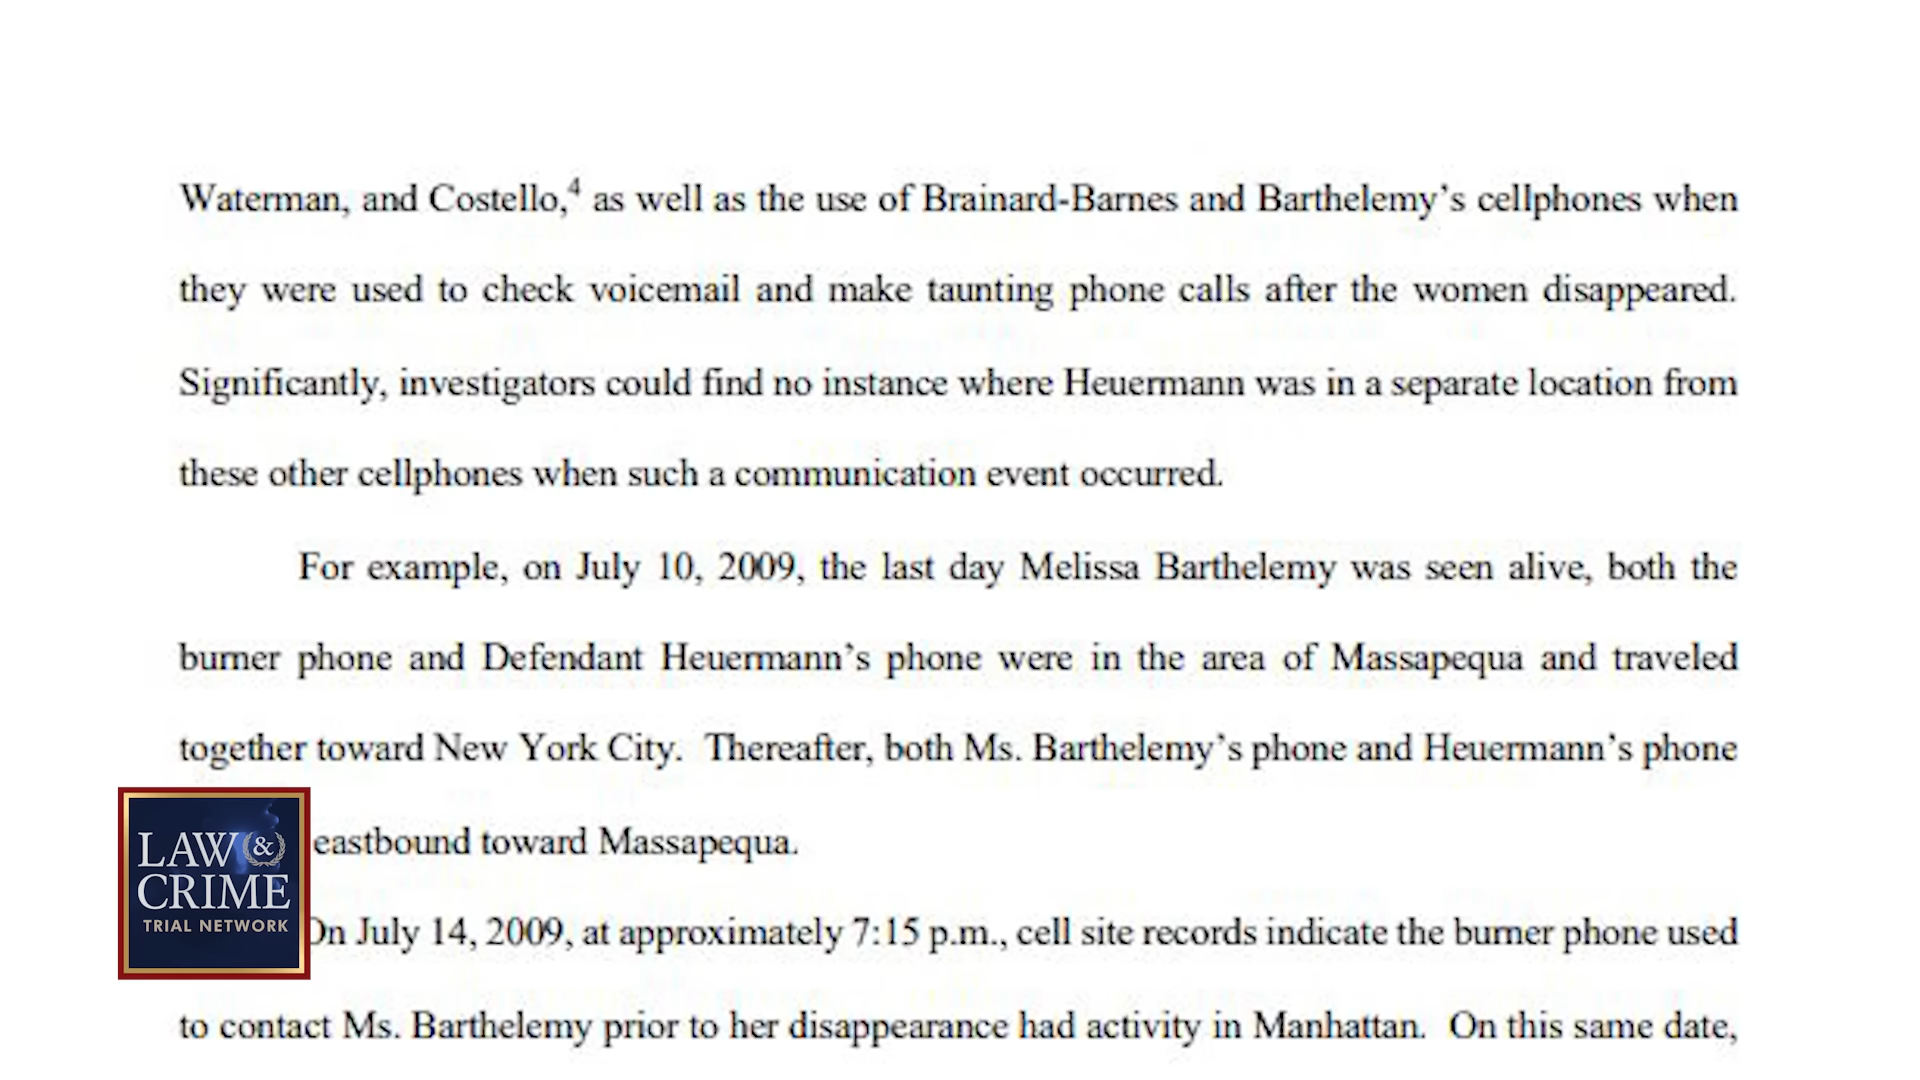 Waterman, and Costello,4 as well as the use of Brainard-Barnes and Barthelemy's cellphones when
they were used to check voicemail and make taunting phone calls after the women disappeared.
Significantly, investigators could find no instance where Heuermann was in a separate location from
these other cellphones when such a communication event occurred.
For example, on July 10, 2009, the last day Melissa Barthelemy was seen alive, both the
burner phone and Defendant Heuermann's phone were in the area of Massapequa and traveled
together toward New York City. Thereafter, both Ms. Barthelemy's phone and Heuermann's phone
eastbound toward Massapequa.
On July 14, 2009, at approximately 7:15 p.m., cell site records indicate the burner phone used
to contact Ms. Barthelemy prior to her disappearance had activity in Manhattan. On this same date,
LAW &
CRIME
TRIAL NETWORK